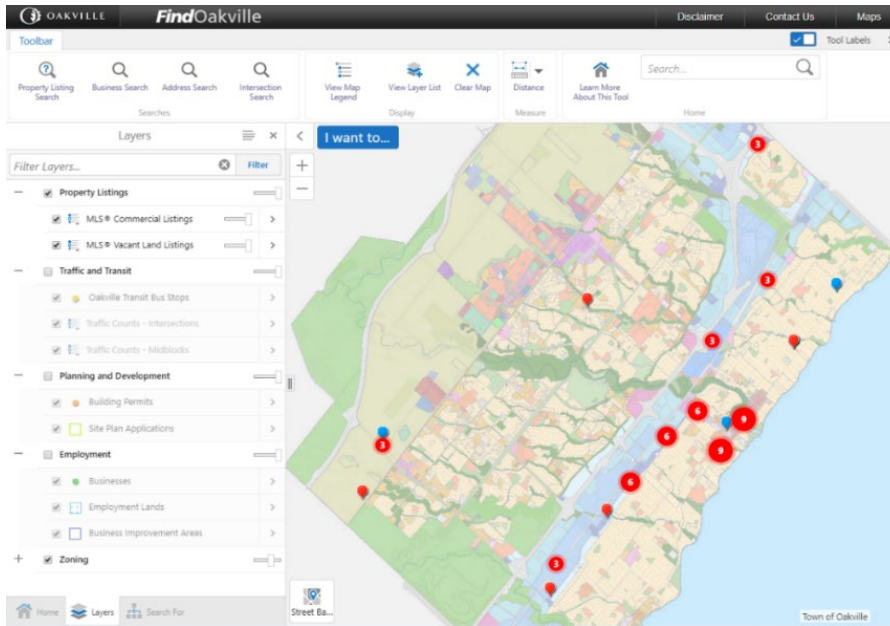 OAKVILLE FindOakville Disclaimer Contact Us Maps
Toolbar Tool Labels
Property Listing Search
Business Search
Address Search
Intersection Search
Searches
View Map Legend
View Layer List
Clear Map
Display
Distance
Measure
Learn More About This Tool
Search...
Home
Layers
I want to...
Filter Layers... Filter
Property Listings
MLS® Commercial Listings
MLS® Vacant Land Listings
Traffic and Transit
Oakville Transit Bus Stops
Traffic Counts - Intersections
Traffic Counts - Midblocks
Planning and Development
Building Permits
Site Plan Applications
Employment
Businesses
Employment Lands
Business Improvement Areas
Zoning
Home Layers Search For
3
3
3
6
9
6
9
3
6
3
Street Ba...
Town of Oakville